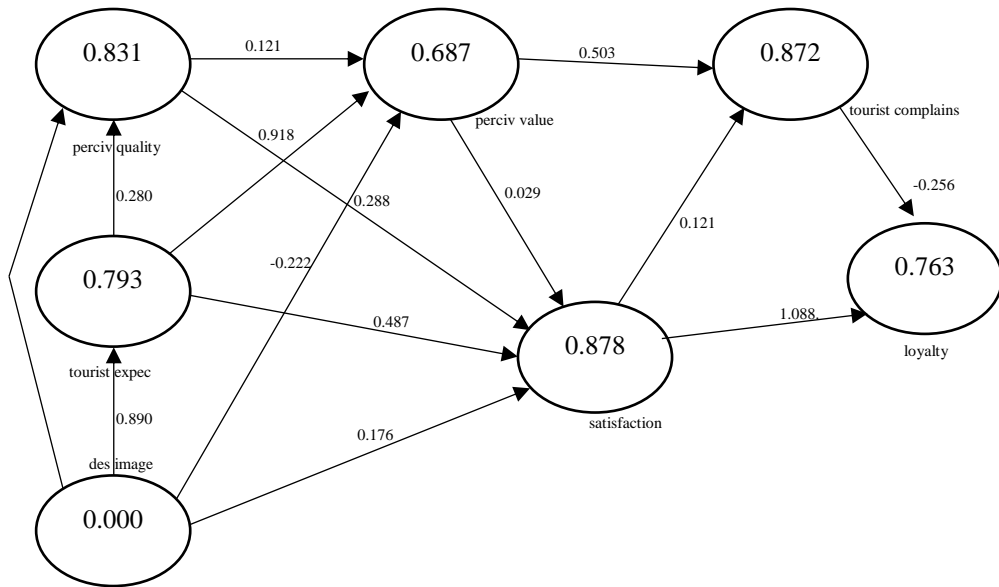 0.831
0.121
0.687
0.503
0.872
perciv value
tourist complains
perciv quality
0.918
0.280
0.288
0.029
-0.256
0.121
-0.222
0.793
0.763
0.487
1.088.
0.878
loyalty
tourist expec
satisfaction
0.890
0.176
des image
0.000